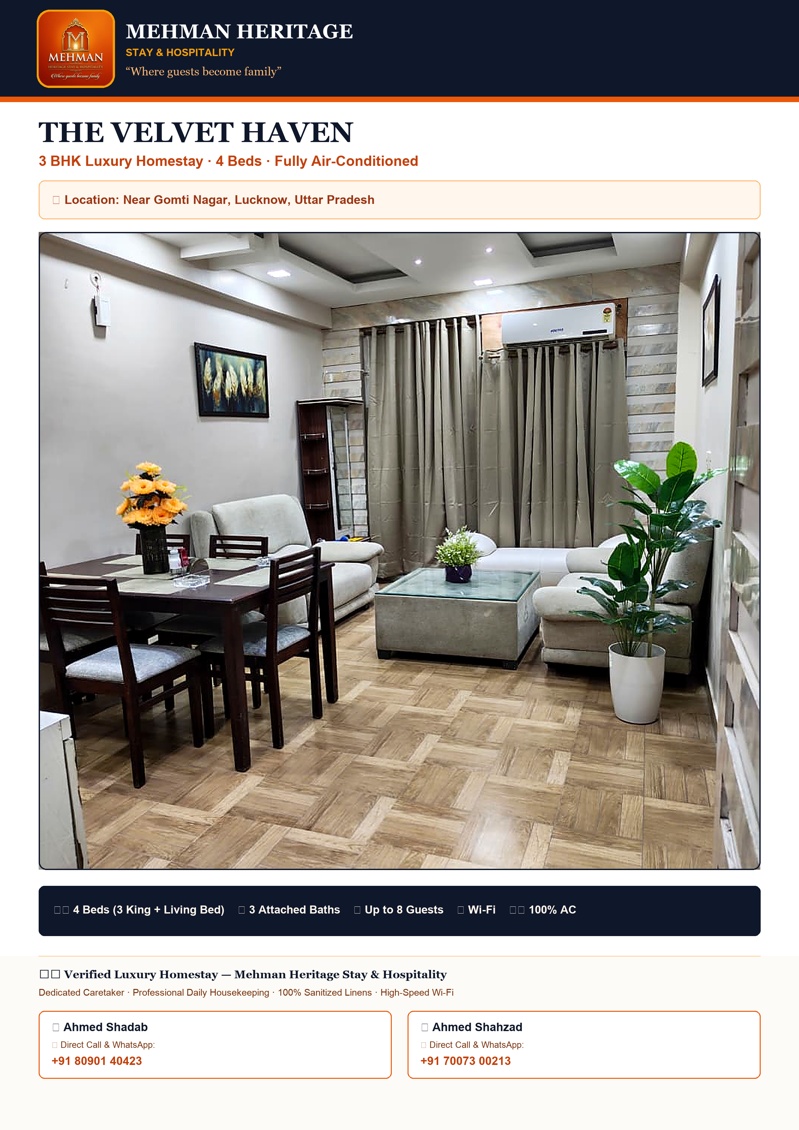 MEHMAN
Where guests become family
MEHMAN HERITAGE
STAY & HOSPITALITY
“Where guests become family”
THE VELVET HAVEN
3 BHK Luxury Homestay · 4 Beds · Fully Air-Conditioned
Location: Near Gomti Nagar, Lucknow, Uttar Pradesh
4 Beds (3 King + Living Bed) 3 Attached Baths Up to 8 Guests Wi-Fi 100% AC
Verified Luxury Homestay — Mehman Heritage Stay & Hospitality
Dedicated Caretaker · Professional Daily Housekeeping · 100% Sanitized Linens · High-Speed Wi-Fi
Ahmed Shadab
Direct Call & WhatsApp:
+91 80901 40423
Ahmed Shahzad
Direct Call & WhatsApp:
+91 70073 00213